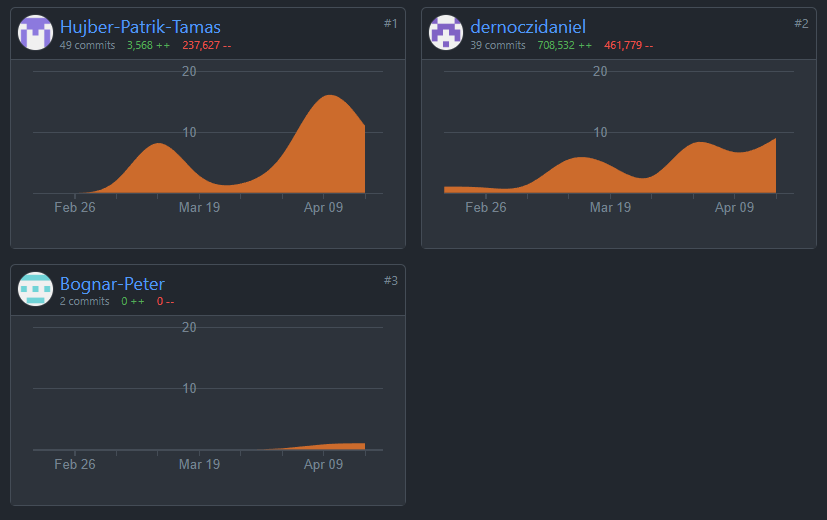 Hujber-Patrik-Tamas #1
49 commits 3,568 ++ 237,627 --
20
10
Feb 26 Mar 19 Apr 09
dernoczidaniel #2
39 commits 708,532 ++ 461,779 --
20
10
Feb 26 Mar 19 Apr 09
Bognar-Peter #3
2 commits 0 ++ 0 --
20
10
Feb 26 Mar 19 Apr 09